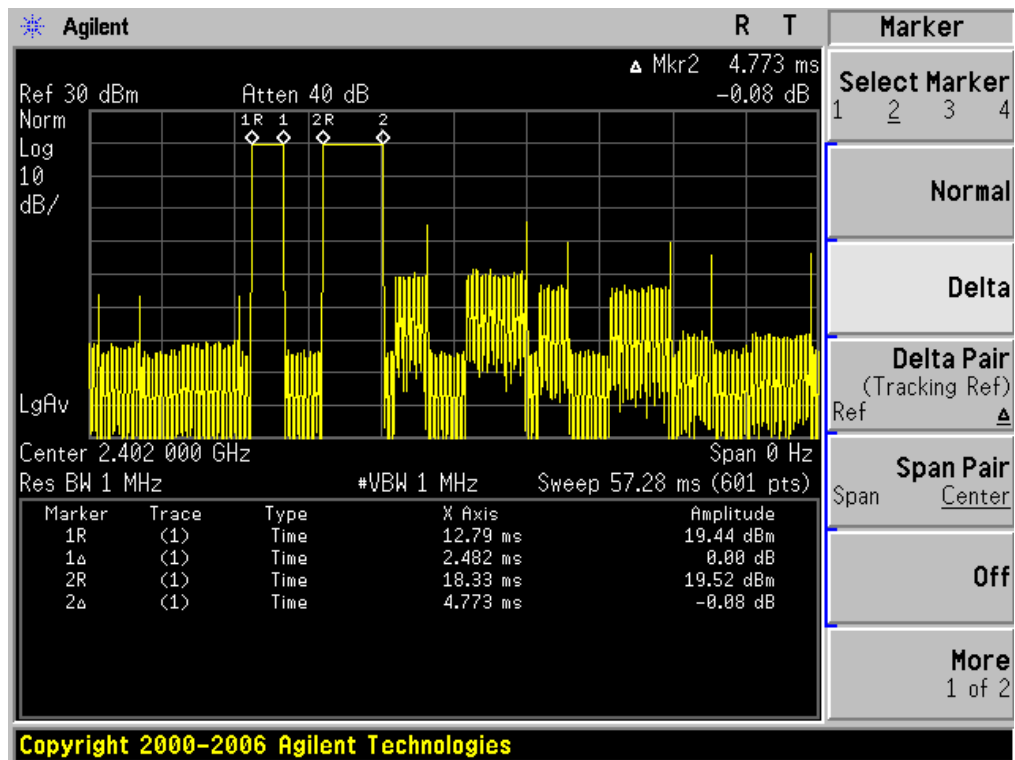 Agilent R T
▵ Mkr2 4.773 ms
Ref 30 dBm Atten 40 dB -0.08 dB
Norm
Log
10
dB/
1R 1 2R 2
LgAv
Center 2.402 000 GHz Span 0 Hz
Res BW 1 MHz #VBW 1 MHz Sweep 57.28 ms (601 pts)
Marker Trace Type X Axis Amplitude
1R (1) Time 12.79 ms 19.44 dBm
1▵ (1) Time 2.482 ms 0.00 dB
2R (1) Time 18.33 ms 19.52 dBm
2▵ (1) Time 4.773 ms -0.08 dB
Copyright 2000-2006 Agilent Technologies
Marker
Select Marker
1 2 3 4
Normal
Delta
Delta Pair
(Tracking Ref)
Ref ▵
Span Pair
Span Center
Off
More
1 of 2